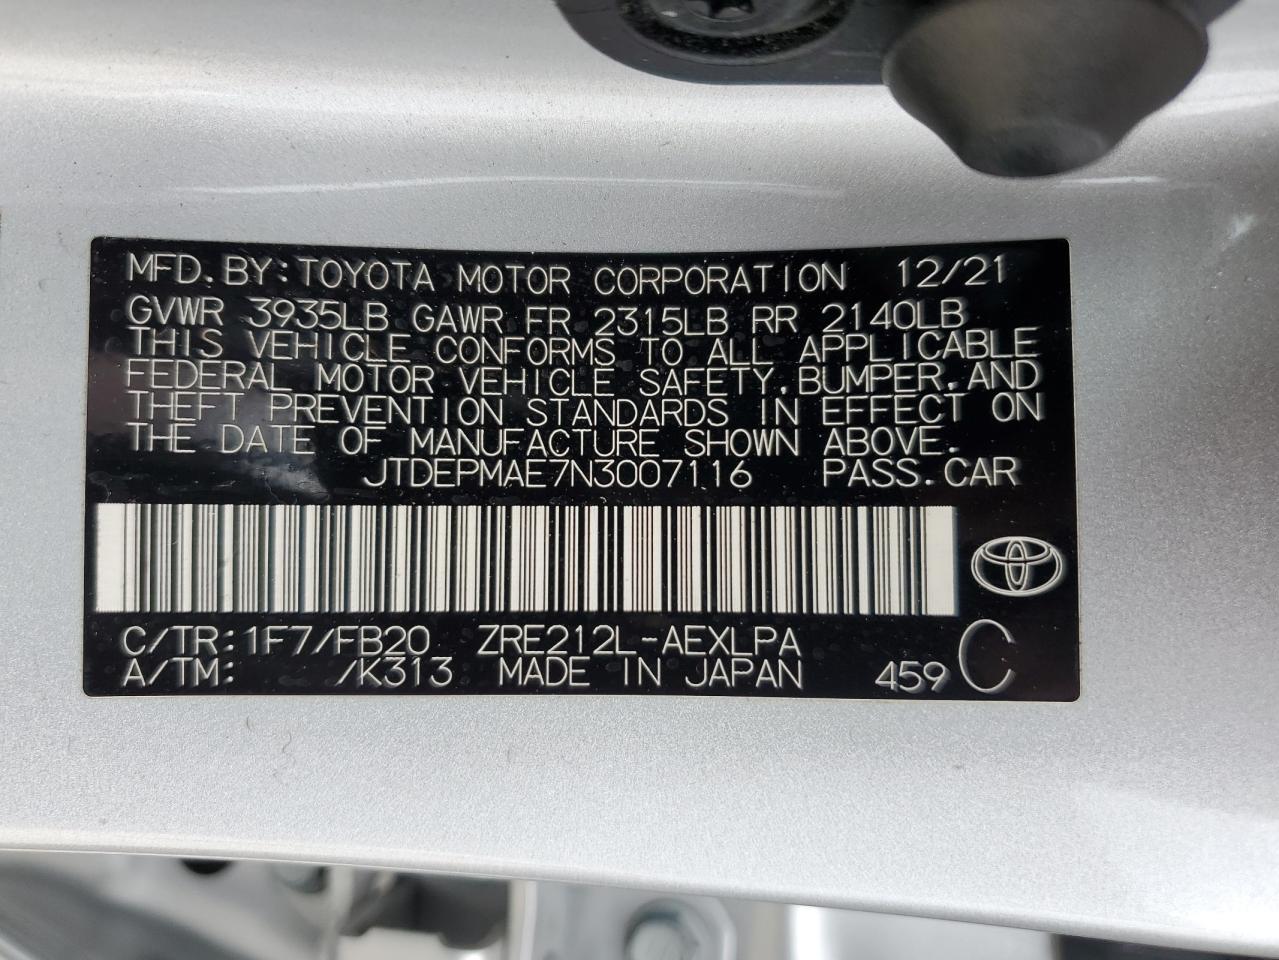 MFD.BY:TOYOTA MOTOR CORPORATION 12/21
GVWR 3935LB GAWR FR 2315LB RR 2140LB
THIS VEHICLE CONFORMS TO ALL APPLICABLE
FEDERAL MOTOR VEHICLE SAFETY,BUMPER,AND
THEFT PREVENTION STANDARDS IN EFFECT ON
THE DATE OF MANUFACTURE SHOWN ABOVE.
JTDEPMAE7N3007116 PASS.CAR
C/TR:1F7/FB20 ZRE212L-AEXLPA
A/TM: /K313 MADE IN JAPAN 459 C